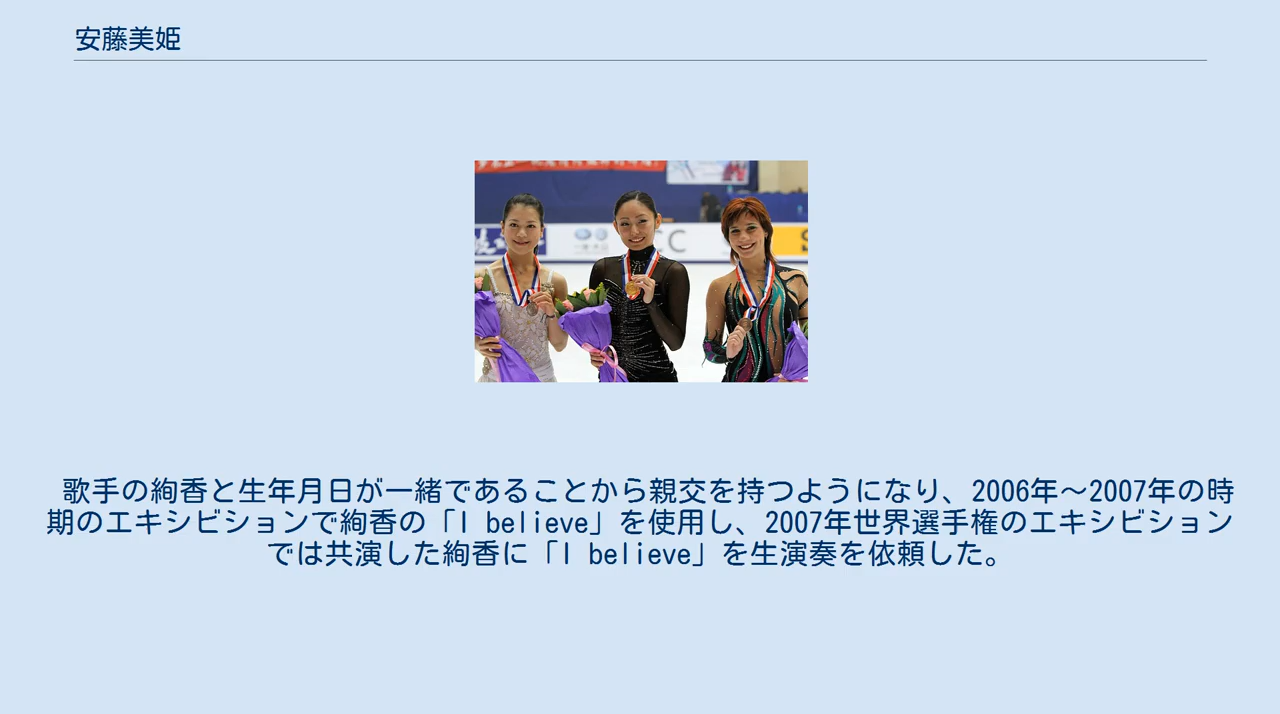 安藤美姫
CC
S
歌手の絢香と生年月日が一緒であることから親交を持つようになり、2006年～2007年の時
期のエキシビションで絢香の「I believe」を使用し、2007年世界選手権のエキシビション
では共演した絢香に「I believe」を生演奏を依頼した。